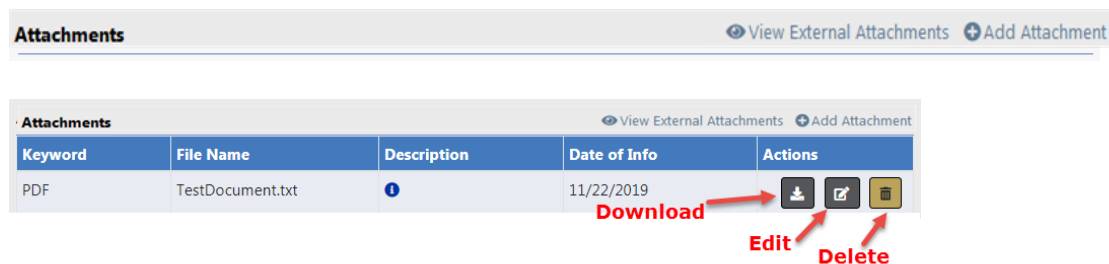 Attachments View External Attachments Add Attachment
Attachments View External Attachments Add Attachment
Keyword File Name Description Date of Info Actions
PDF TestDocument.txt 11/22/2019
Download
Edit
Delete